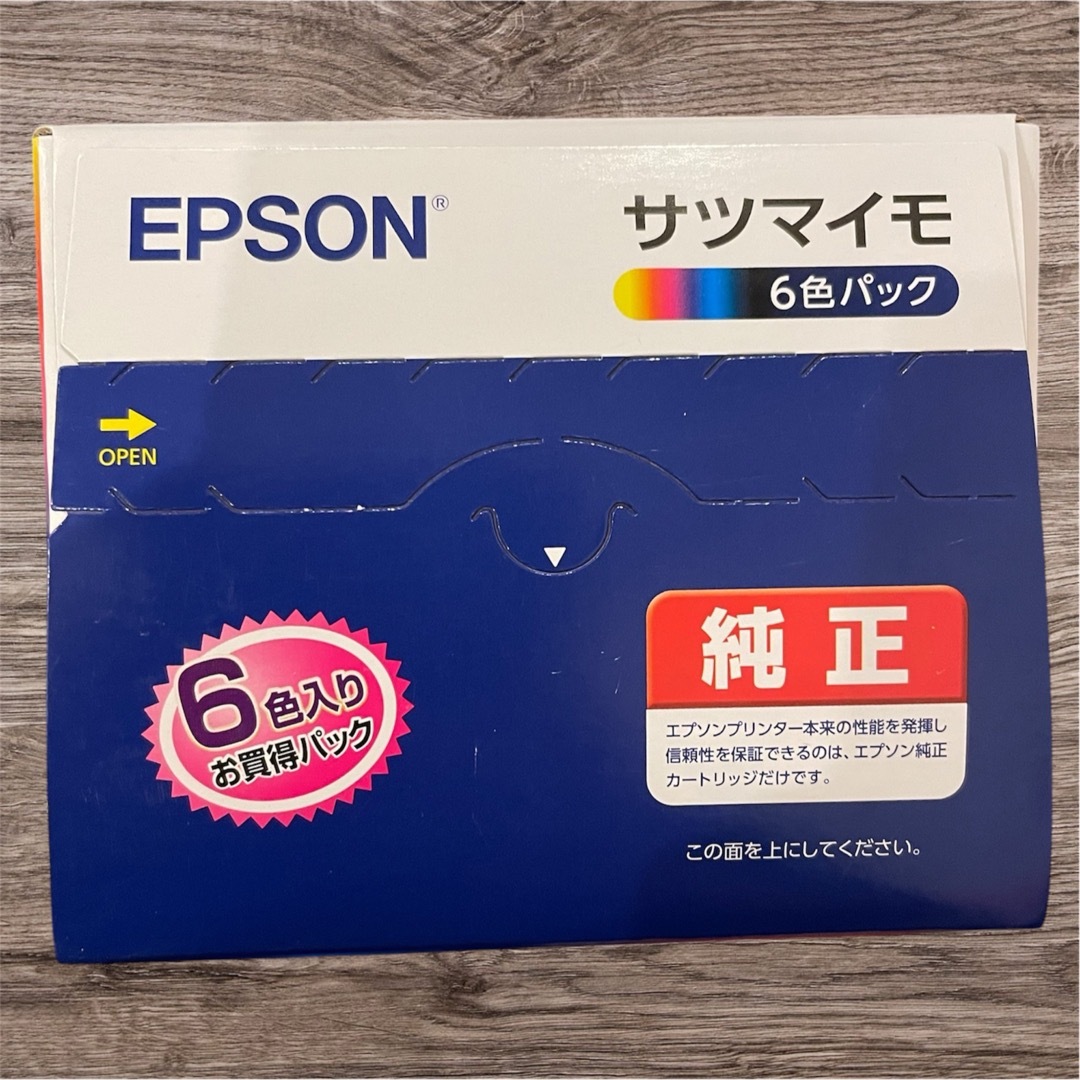 EPSON®
サツマイモ
6色パック
OPEN
6色入り
お買得パック
純正
エプソンプリンター本来の性能を発揮し
信頼性を保証できるのは、エプソン純正
カートリッジだけです。
この面を上にしてください。